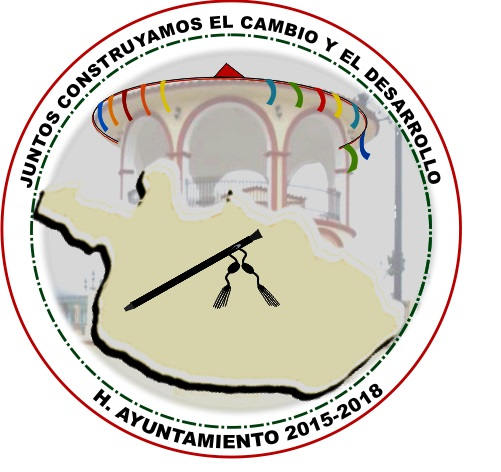 JUNTOS CONSTRUYAMOS EL CAMBIO Y EL DESARROLLO
H. AYUNTAMIENTO 2015-2018